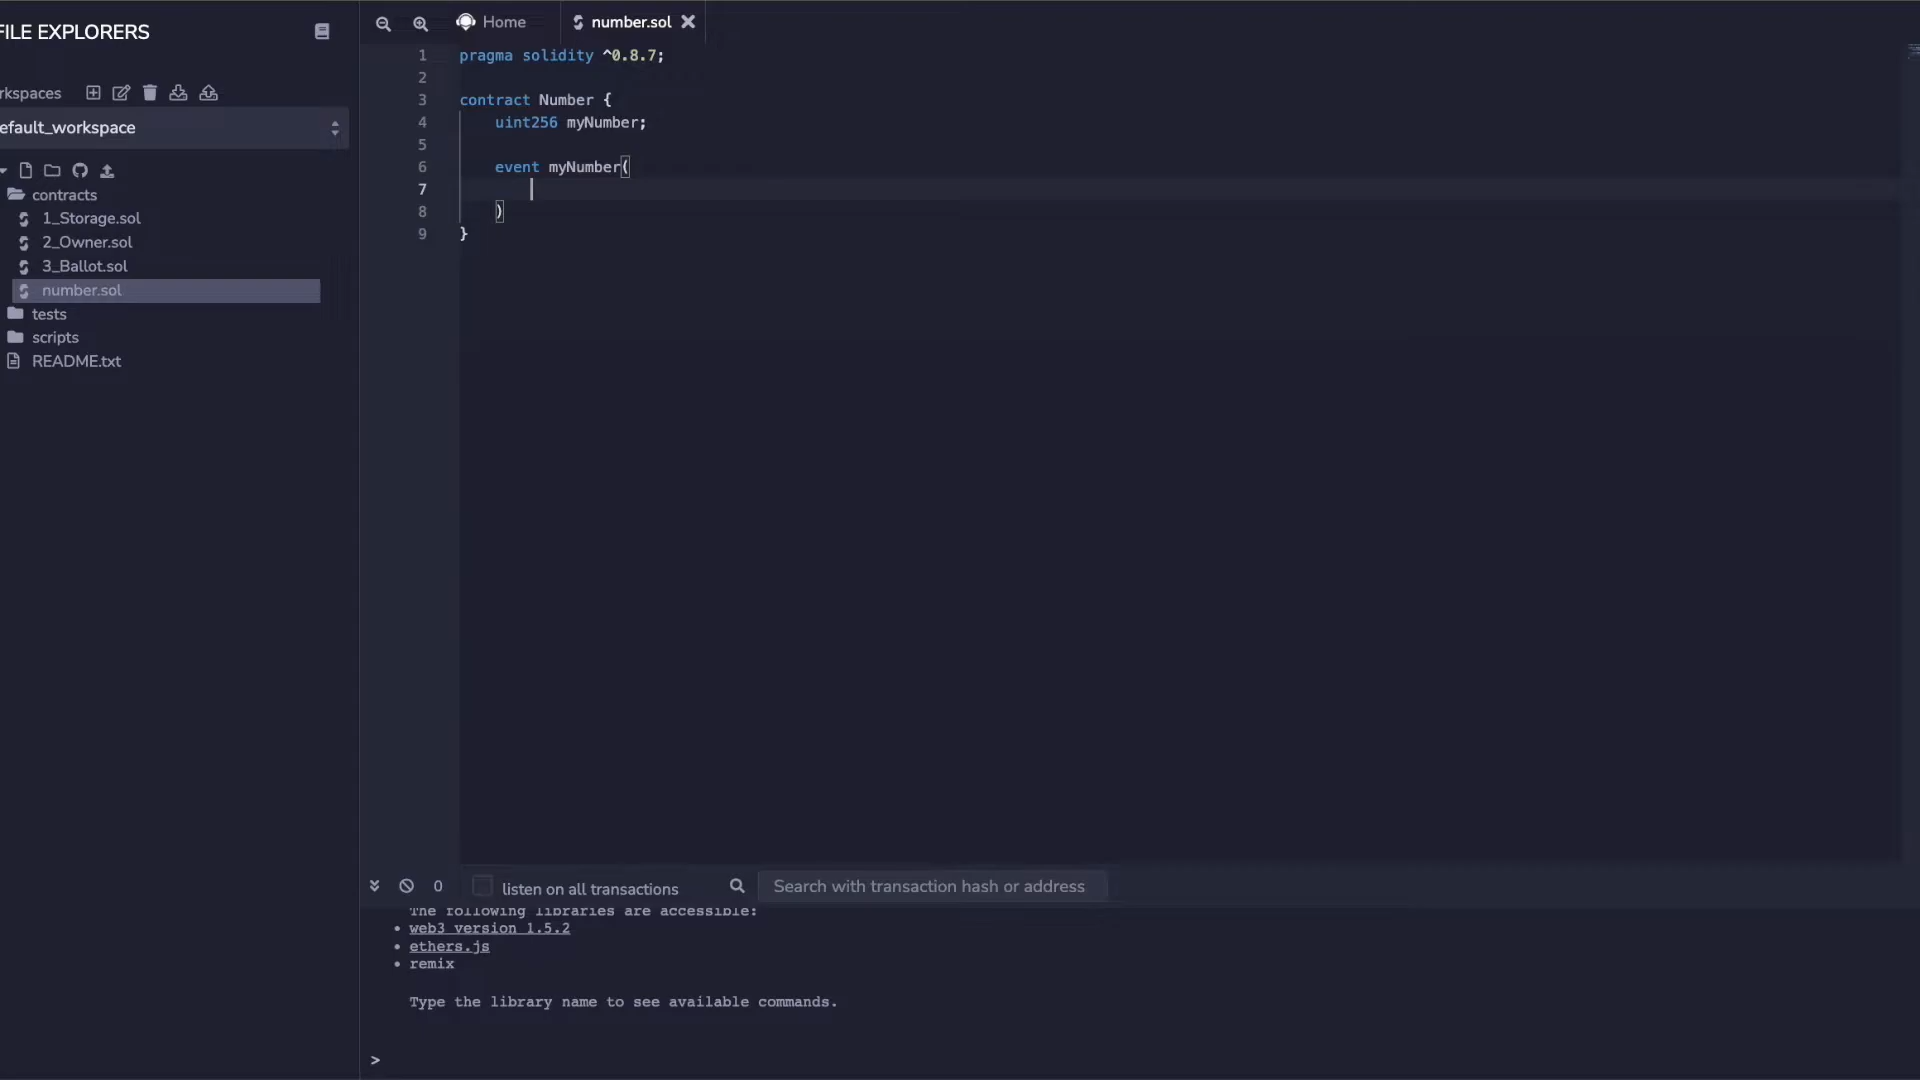 FILE EXPLORERS
rkspaces
efault_workspace
contracts
1_Storage.sol
2_Owner.sol
3_Ballot.sol
number.sol
tests
scripts
README.txt
Home
number.sol
1 pragma solidity ^0.8.7;
2
3 contract Number {
4 uint256 myNumber;
5
6 event myNumber(
7
8 )
9 }
0
listen on all transactions
Search with transaction hash or address
The following libraries are accessible:
• web3 version 1.5.2
• ethers.js
• remix
Type the library name to see available commands.
>